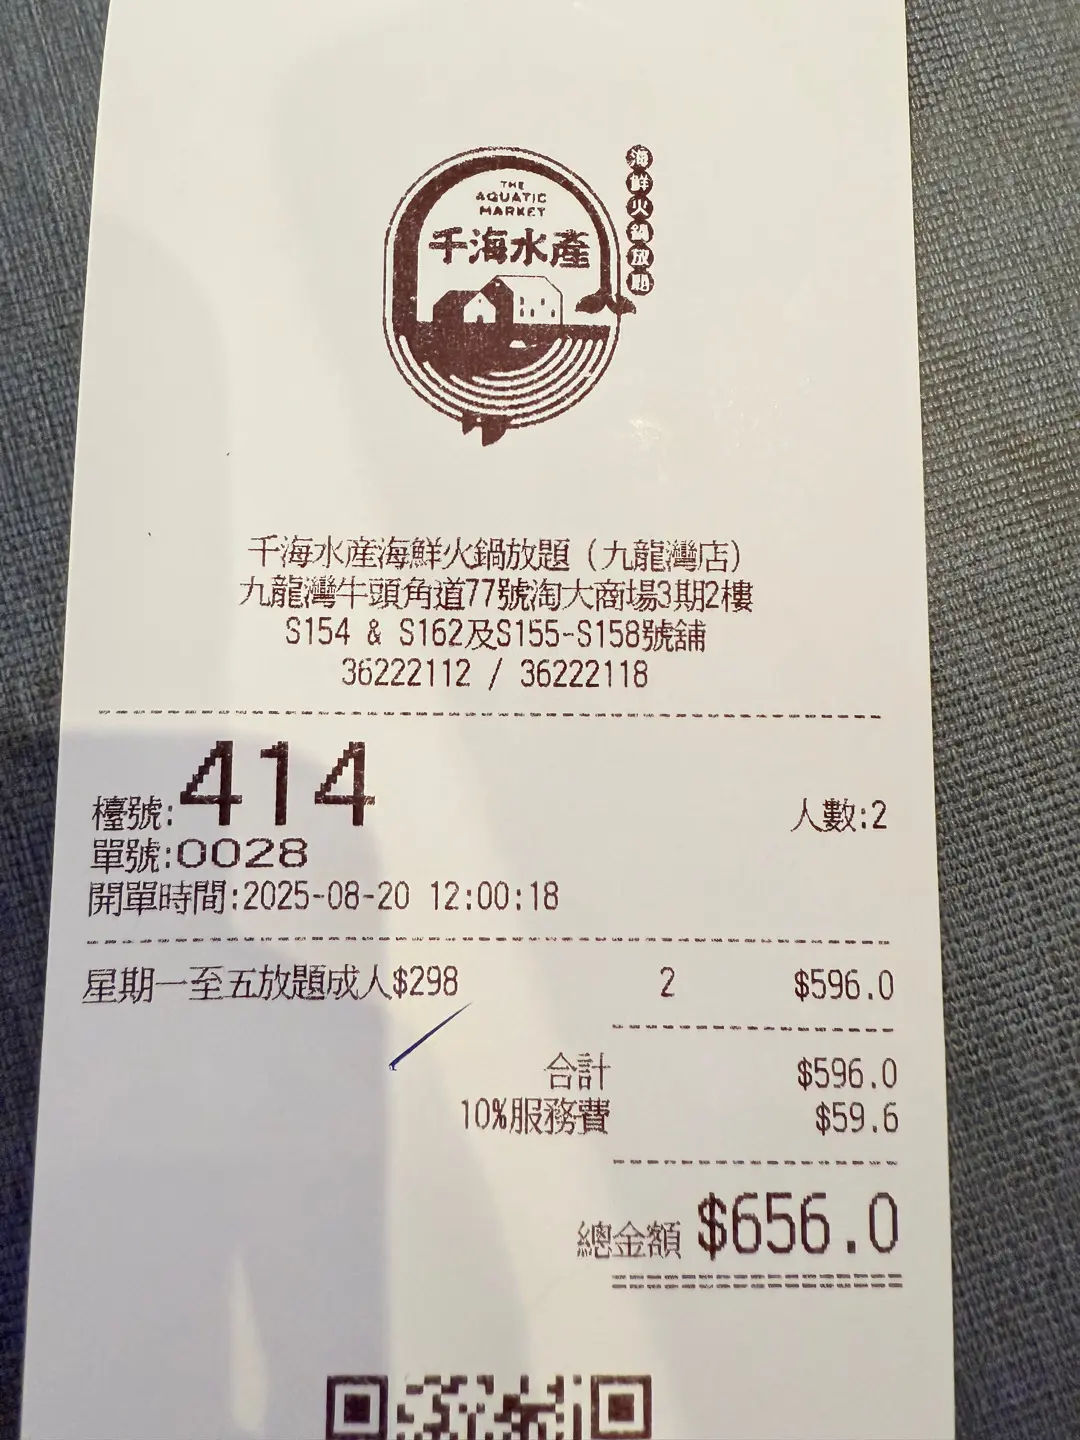 THE
AQUATIC
MARKET
千海水產
海鮮火鍋放題
千海水産海鮮火鍋放題（九龍灣店）
九龍灣牛頭角道77號淘大商場3期2樓
S154 & S162及S155-S158號舖
36222112 / 36222118
檯號:414 人數:2
單號:0028
開單時間:2025-08-20 12:00:18
星期一至五放題成人$298 2 $596.0
合計 $596.0
10%服務費 $59.6
總金額 $656.0